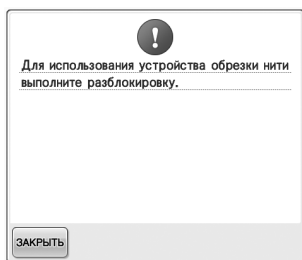 Для использования устройства обрезки нити
выполните разблокировку.
ЗАКРЫТЬ